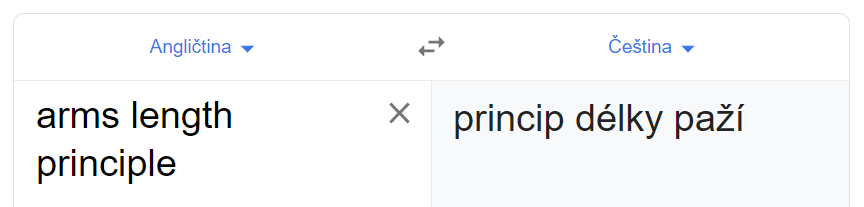 Angličtina
Čeština
arms length
principle
princip délky paží